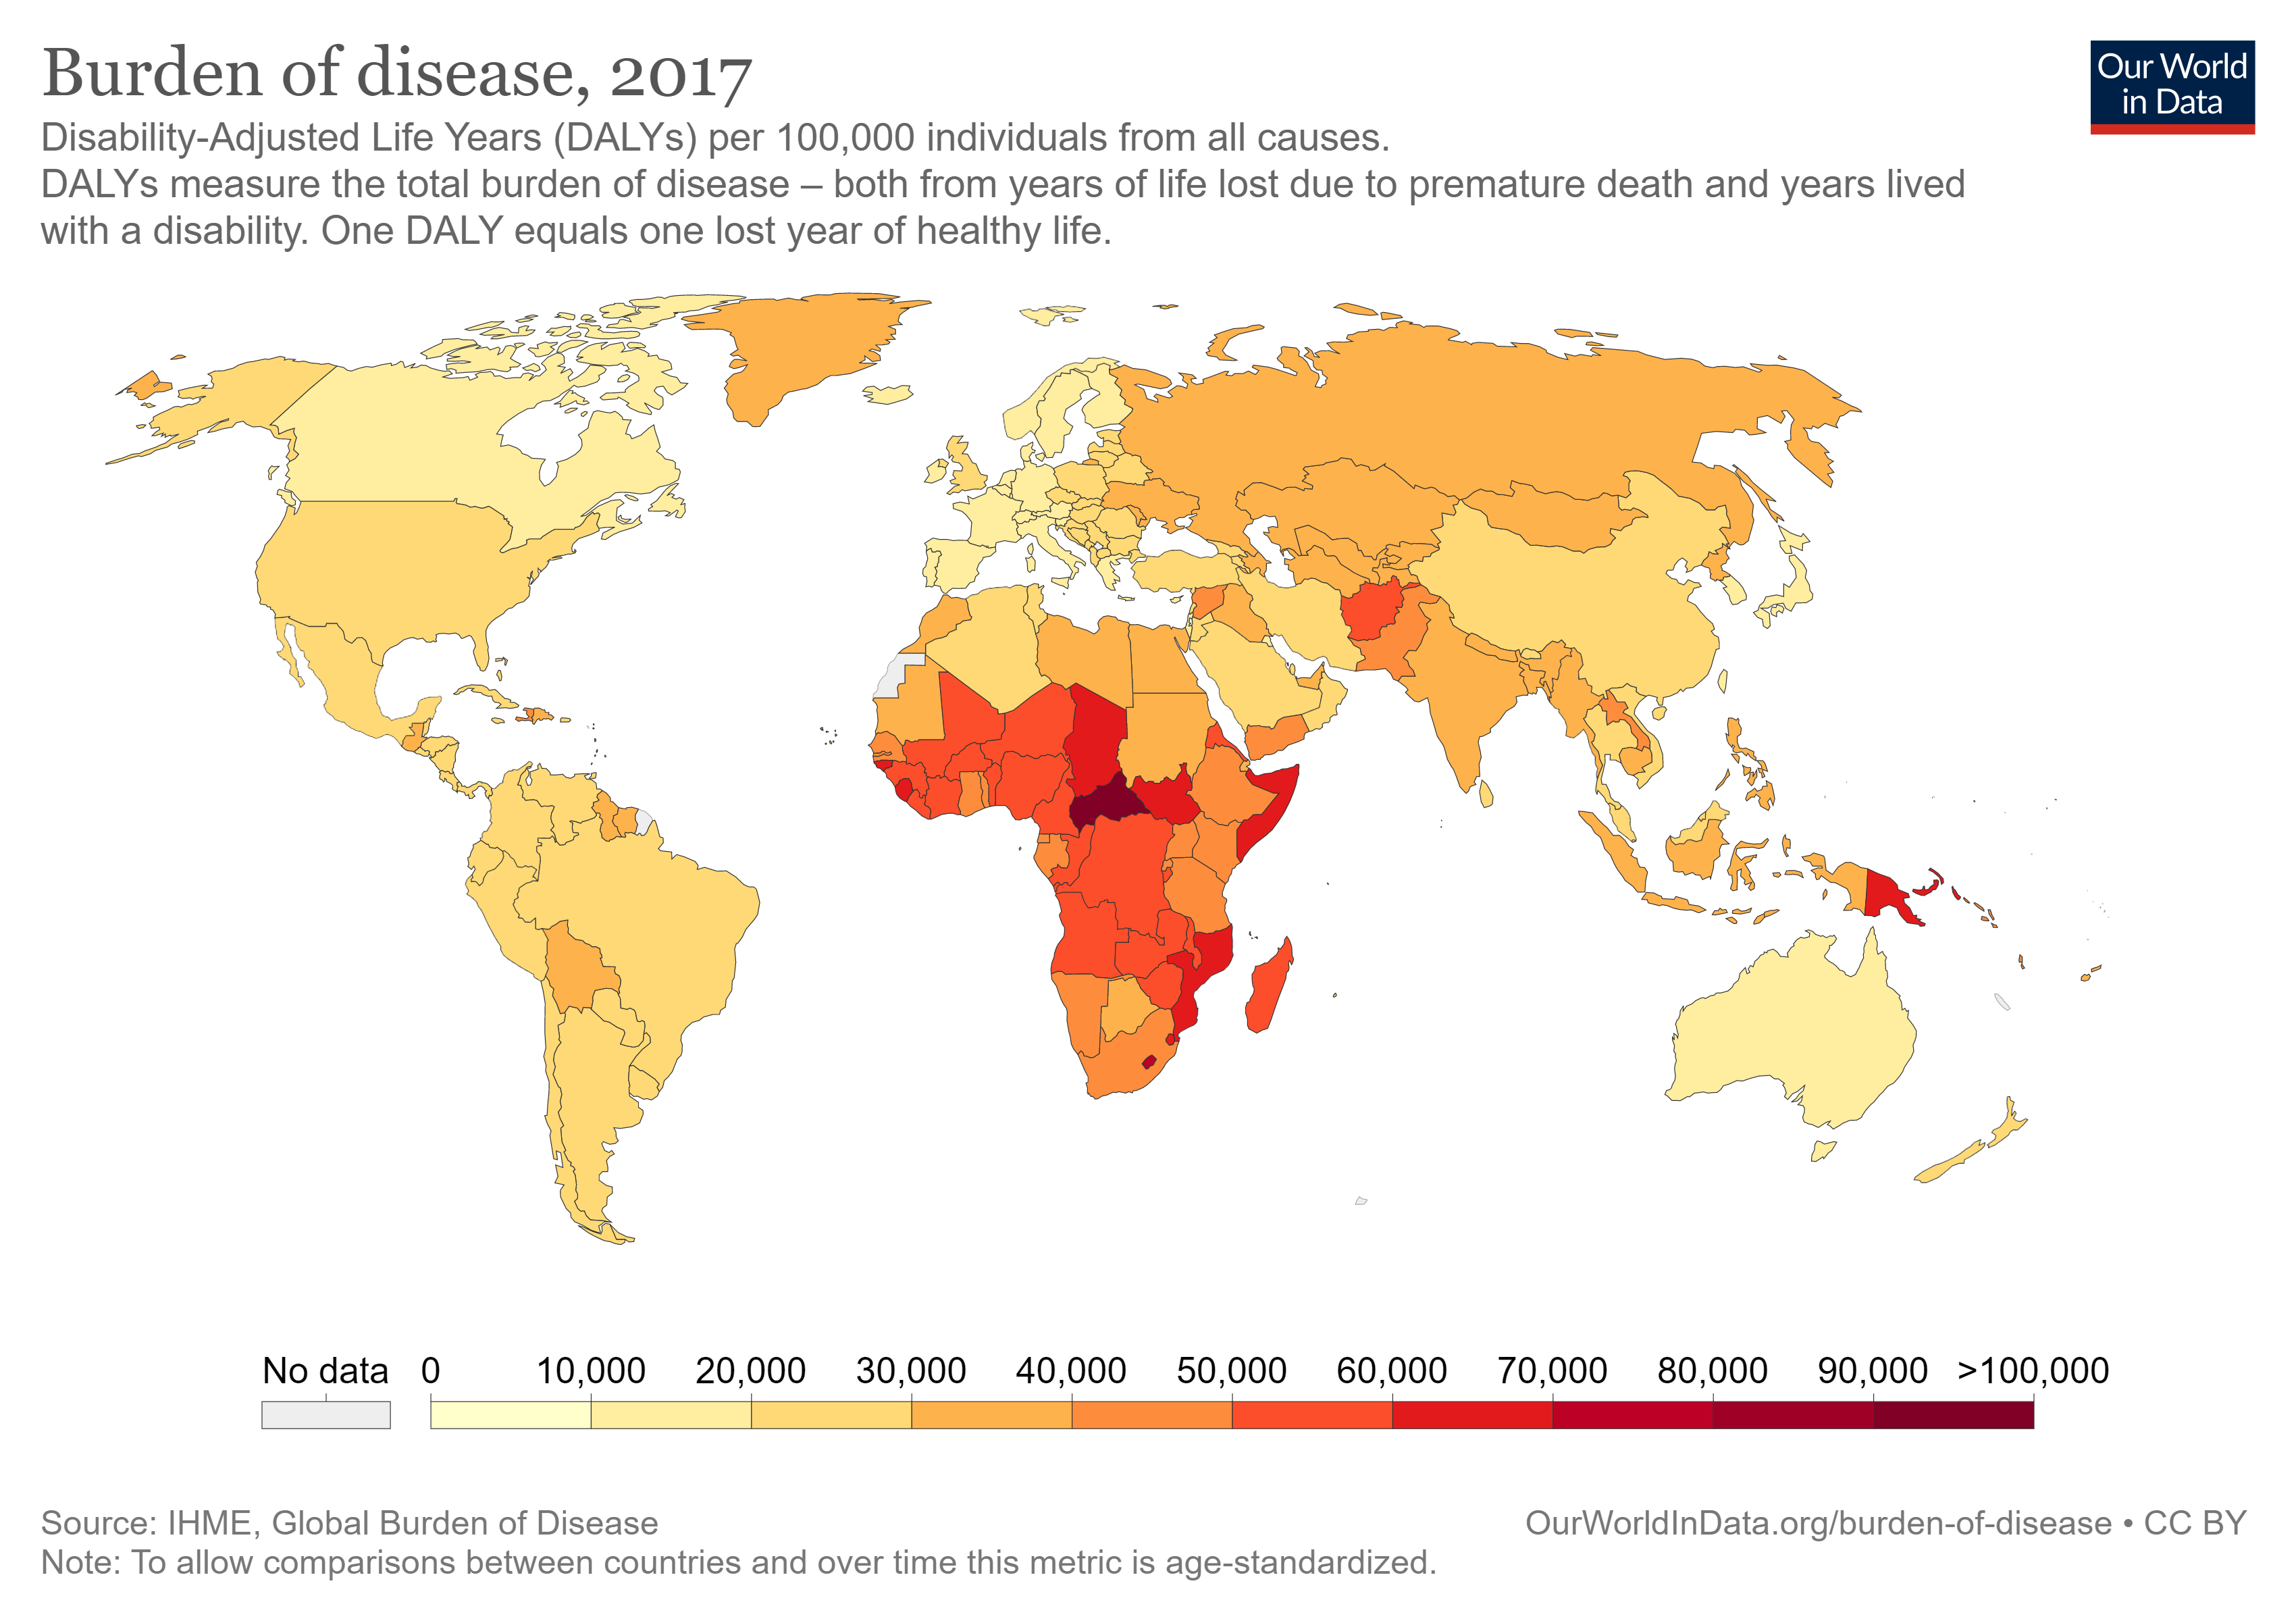 Burden of disease, 2017
Our World
in Data
Disability-Adjusted Life Years (DALYs) per 100,000 individuals from all causes.
DALYs measure the total burden of disease – both from years of life lost due to premature death and years lived
with a disability. One DALY equals one lost year of healthy life.
No data 0 10,000 20,000 30,000 40,000 50,000 60,000 70,000 80,000 90,000 >100,000
Source: IHME, Global Burden of Disease
OurWorldInData.org/burden-of-disease • CC BY
Note: To allow comparisons between countries and over time this metric is age-standardized.